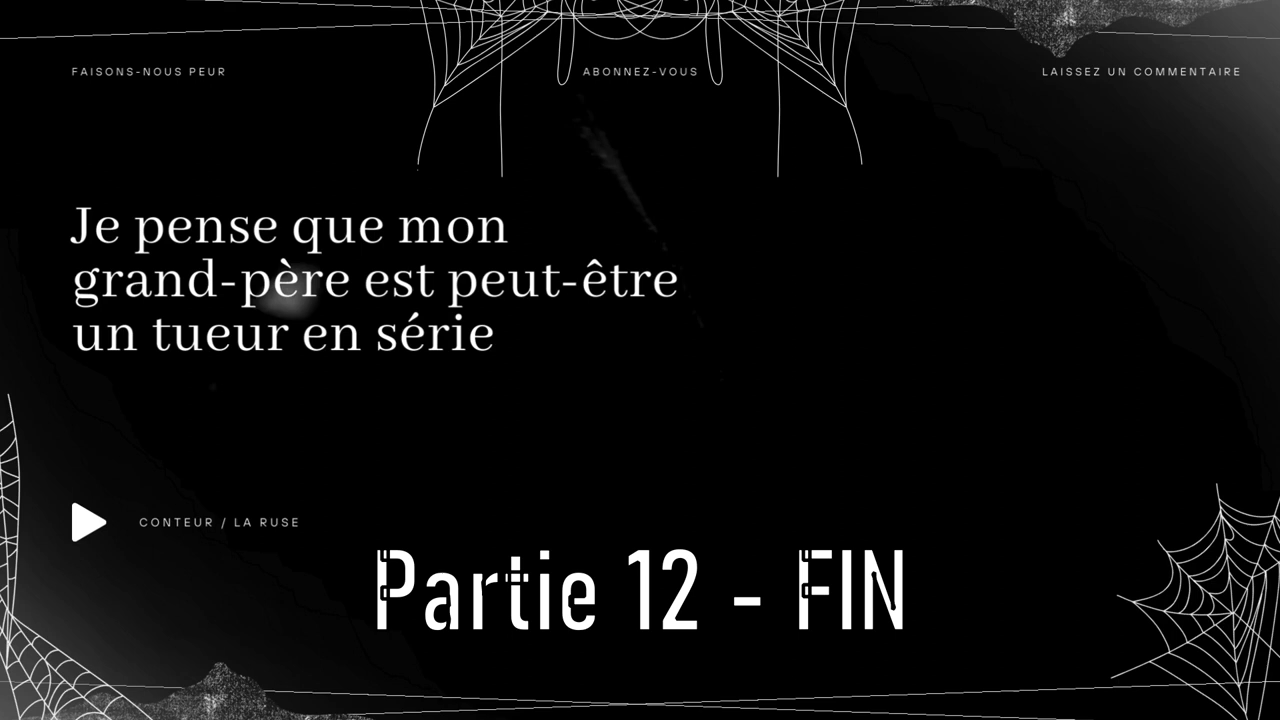 FAISONS-NOUS PEUR
ABONNEZ-VOUS
LAISSEZ UN COMMENTAIRE
Je pense que mon
grand-père est peut-être
un tueur en série
CONTEUR / LA RUSE
Partie 12 - FIN